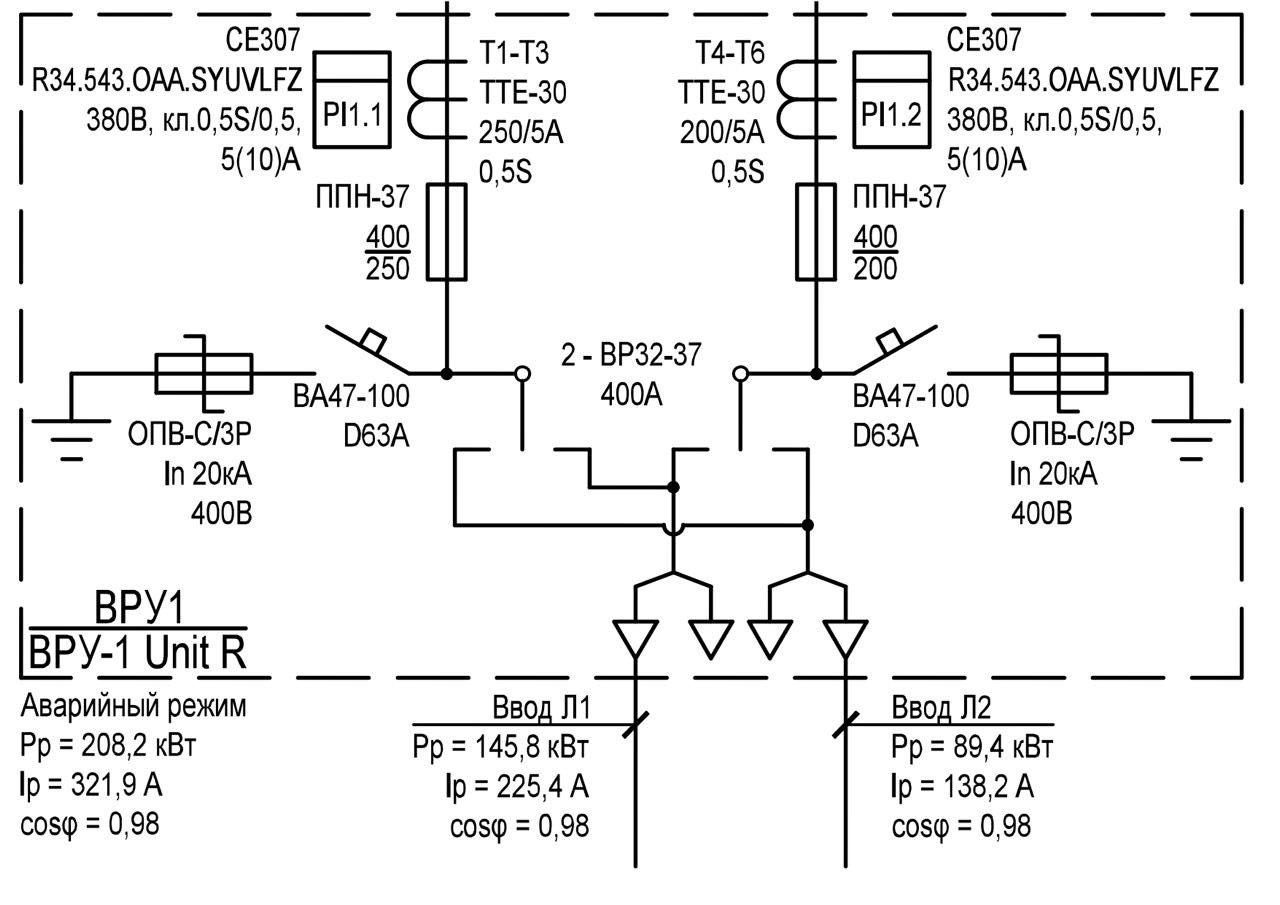 CE307
R34.543.OAA.SYUVLFZ
380В, кл.0,5S/0,5,
5(10)А
PI1.1
Т1-Т3
ТТЕ-30
250/5А
0,5S
Т4-Т6
ТТЕ-30
200/5А
0,5S
PI1.2
CE307
R34.543.OAA.SYUVLFZ
380В, кл.0,5S/0,5,
5(10)А
ППН-37
400
250
ППН-37
400
200
2 - ВР32-37
400А
ВА47-100
D63А
ВА47-100
D63А
ОПВ-С/3Р
In 20кА
400В
ОПВ-С/3Р
In 20кА
400В
ВРУ1
ВРУ-1 Unit R
Аварийный режим
Рр = 208,2 кВт
Iр = 321,9 А
cosφ = 0,98
Ввод Л1
Рр = 145,8 кВт
Iр = 225,4 А
cosφ = 0,98
Ввод Л2
Рр = 89,4 кВт
Iр = 138,2 А
cosφ = 0,98